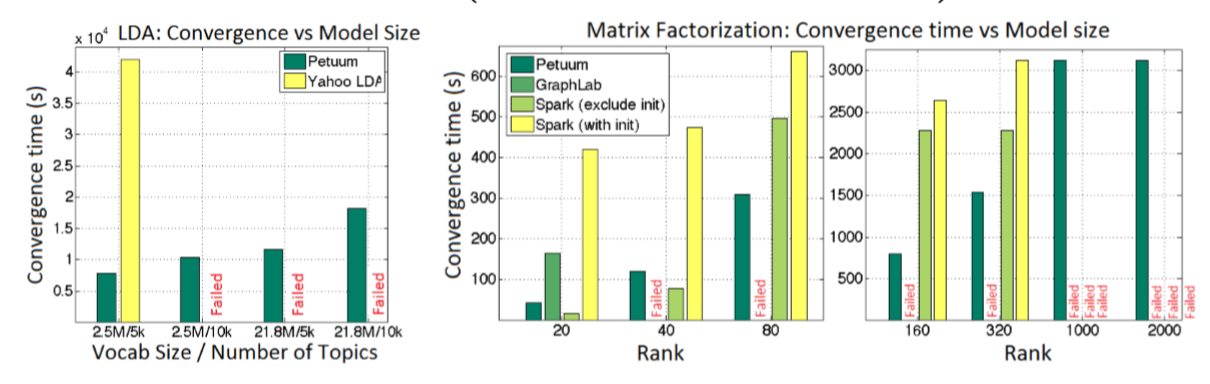 x 10⁴ LDA: Convergence vs Model Size
Petuum
Yahoo LDA
Convergence time (s)
4
3.5
3
2.5
2
1.5
1
0.5
Failed
Failed
Failed
2.5M/5k 2.5M/10k 21.8M/5k 21.8M/10k
Vocab Size / Number of Topics
Matrix Factorization: Convergence time vs Model size
Petuum
GraphLab
Spark (exclude init)
Spark (with init)
Convergence time (s)
600
500
400
300
200
100
Failed
Failed
20 40 80
Rank
3000
2500
2000
1500
1000
500
Failed
Failed
Failed
Failed
Failed
Failed
Failed
Failed
160 320 1000 2000
Rank